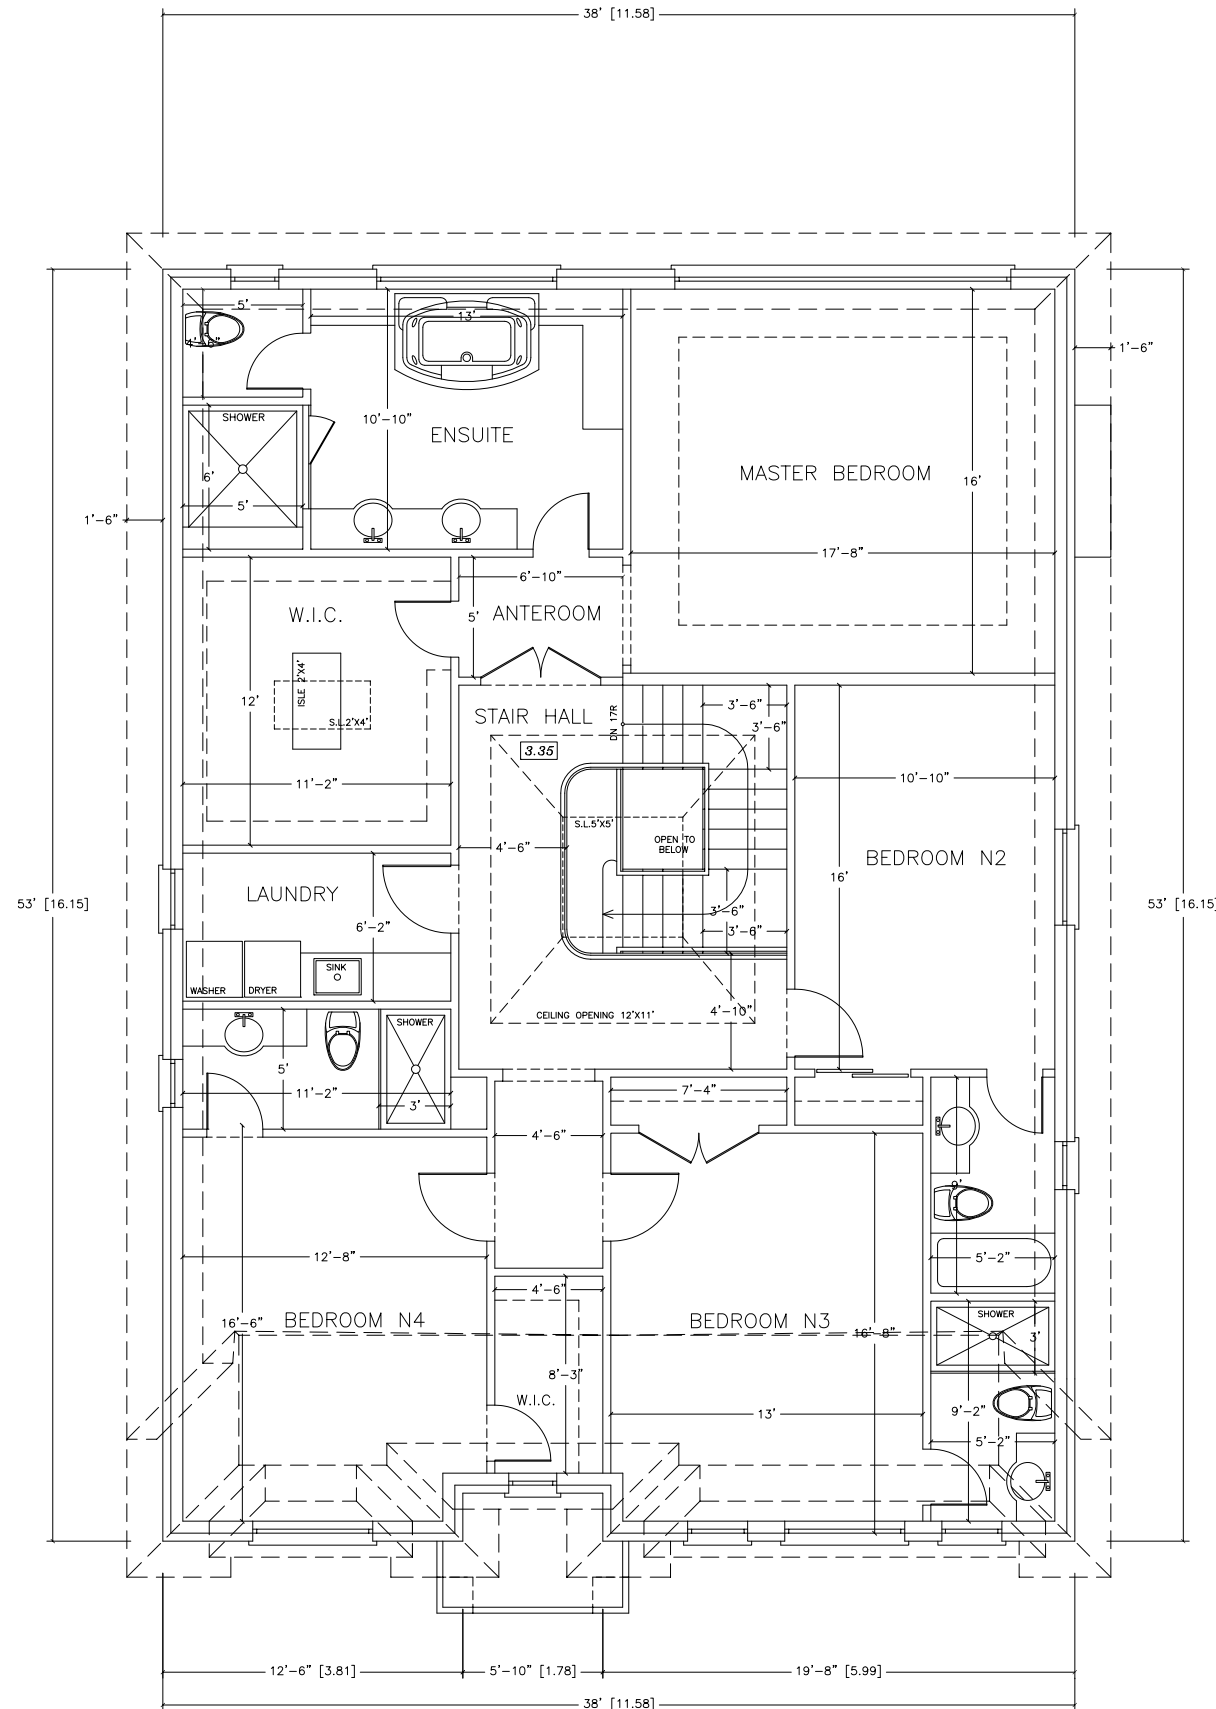 38' [11.58]
5'
13'
1'-6"
10'-10"
SHOWER
ENSUITE
MASTER BEDROOM
6'
16'
5'
1'-6"
17'-8"
6'-10"
W.I.C.
5'
ANTEROOM
ISLE 2'X4'
12'
S.L.2'X4'
STAIR HALL
DN 17R
3'-6"
3'-6"
3.35
11'-2"
10'-10"
S.L.5'X5'
4'-6"
OPEN TO
BELOW
BEDROOM N2
16'
LAUNDRY
53' [16.15]
53' [16.15]
3'-6"
6'-2"
3'-6"
SINK
WASHER
DRYER
4'-10"
CEILING OPENING 12'X11'
SHOWER
5'
11'-2"
7'-4"
3'
4'-6"
12'-8"
5'-2"
4'-6"
SHOWER
16'-6"
BEDROOM N4
BEDROOM N3
16'-8"
3'
8'-3"
W.I.C.
9'-2"
13'
5'-2"
12'-6" [3.81]
5'-10" [1.78]
19'-8" [5.99]
38' [11.58]